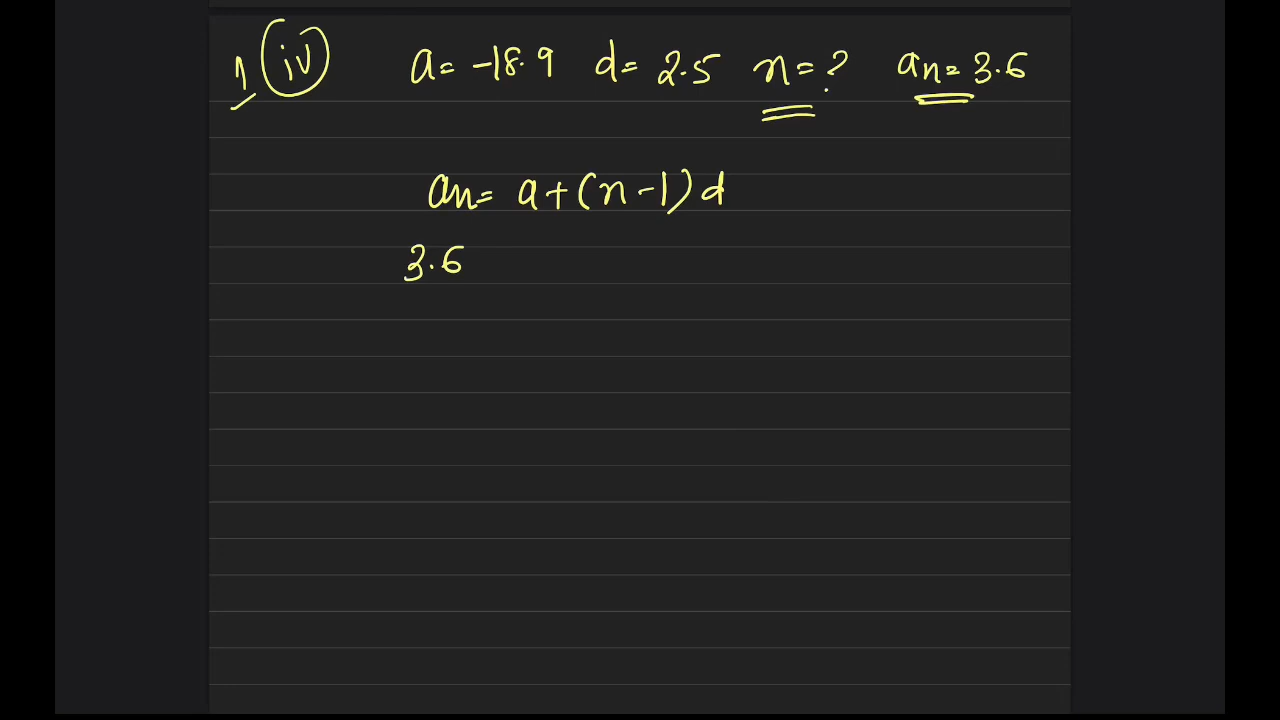 1 (iv) a = -18.9 d = 2.5 n = ? an = 3.6
an = a + (n - 1) d
3.6